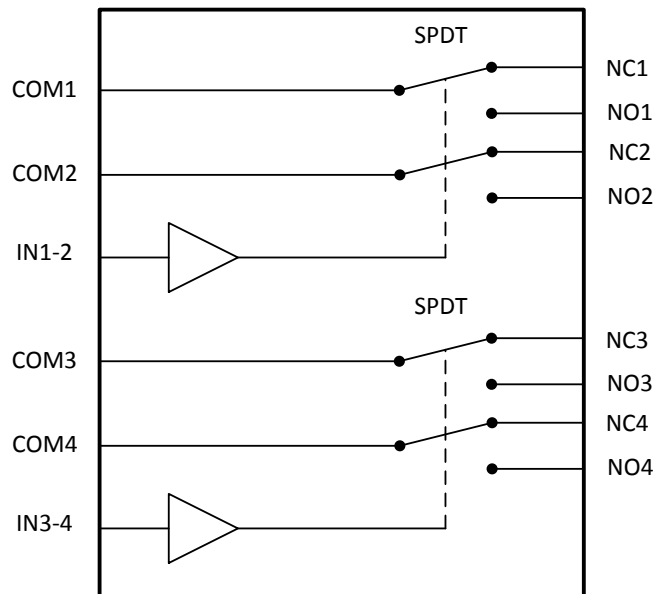 SPDT
COM1
NC1
NO1
COM2
NC2
NO2
IN1-2
SPDT
COM3
NC3
NO3
COM4
NC4
NO4
IN3-4